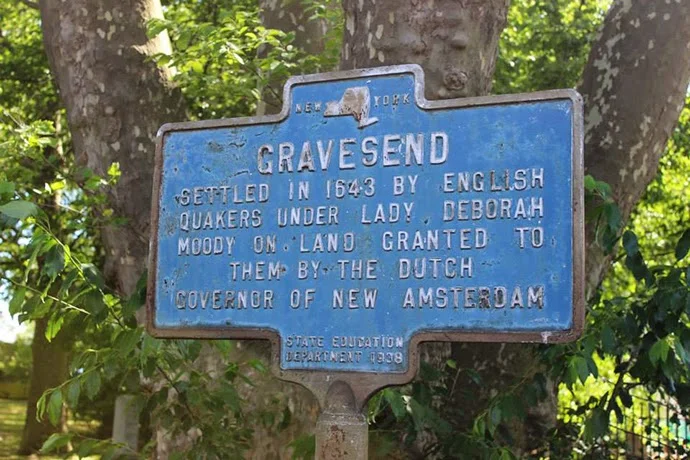 NEW YORK
GRAVESEND
SETTLED IN 1643 BY ENGLISH
QUAKERS UNDER LADY DEBORAH
MOODY ON LAND GRANTED TO
THEM BY THE DUTCH
GOVERNOR OF NEW AMSTERDAM
STATE EDUCATION
DEPARTMENT 1938